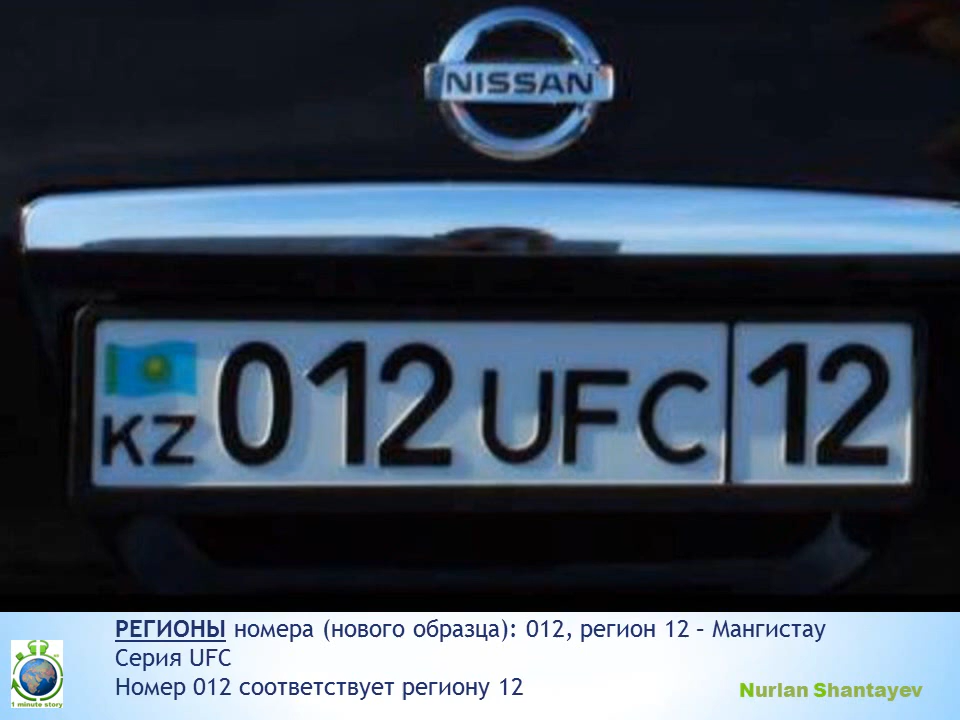 NISSAN
KZ 012 UFC 12
РЕГИОНЫ номера (нового образца): 012, регион 12 – Мангистау
Серия UFC
Номер 012 соответствует региону 12
1 minute story
Nurlan Shantayev